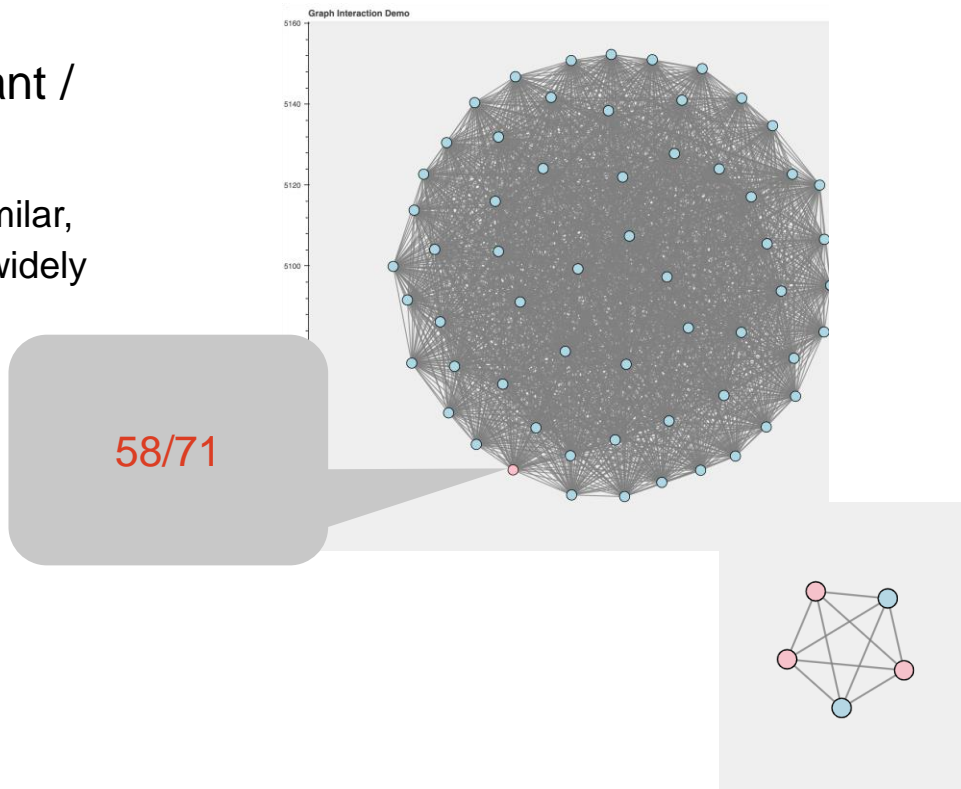 Graph Interaction Demo
5160
ant /
5140
5120
milar,
widely
5100
58/71